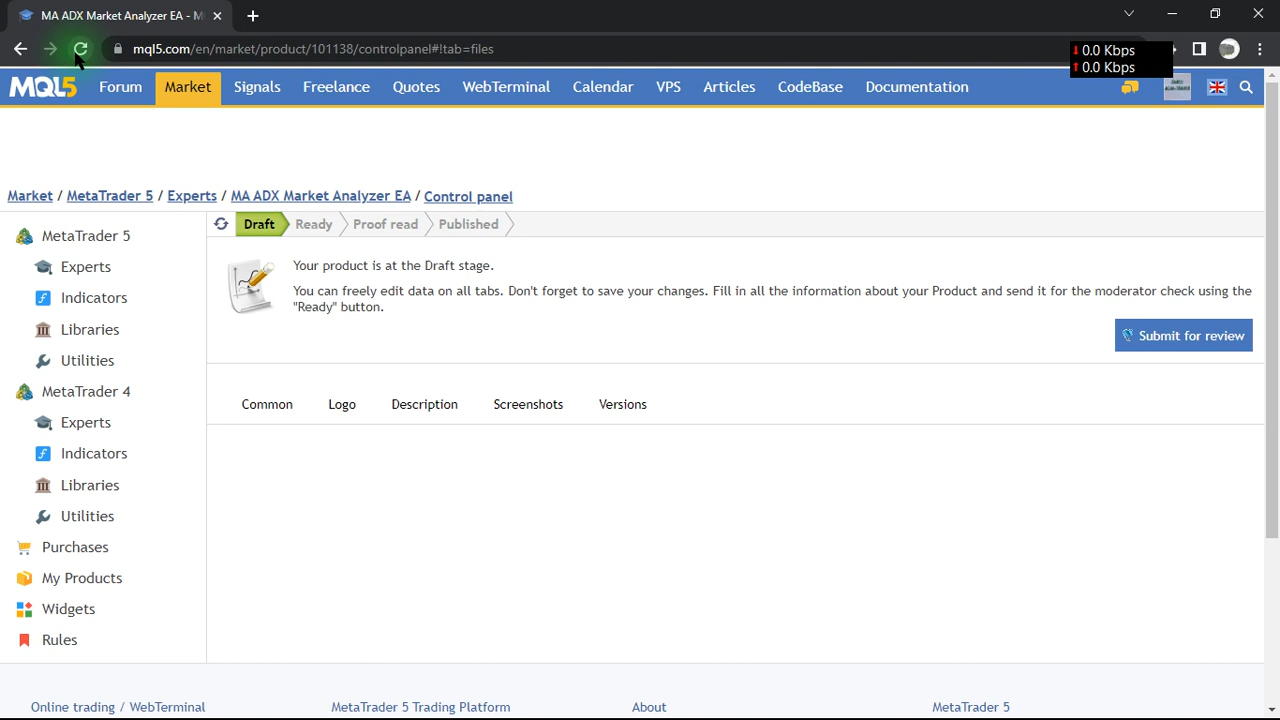 MA ADX Market Analyzer EA - M
mql5.com/en/market/product/101138/controlpanel#!tab=files
0.0 Kbps
0.0 Kbps
MQL5 Forum Market Signals Freelance Quotes WebTerminal Calendar VPS Articles CodeBase Documentation
Market / MetaTrader 5 / Experts / MA ADX Market Analyzer EA / Control panel
Draft Ready Proof read Published
MetaTrader 5
Experts
Indicators
Libraries
Utilities
MetaTrader 4
Experts
Indicators
Libraries
Utilities
Purchases
My Products
Widgets
Rules
Your product is at the Draft stage.
You can freely edit data on all tabs. Don't forget to save your changes. Fill in all the information about your Product and send it for the moderator check using the
"Ready" button.
Submit for review
Common Logo Description Screenshots Versions
Online trading / WebTerminal MetaTrader 5 Trading Platform About MetaTrader 5